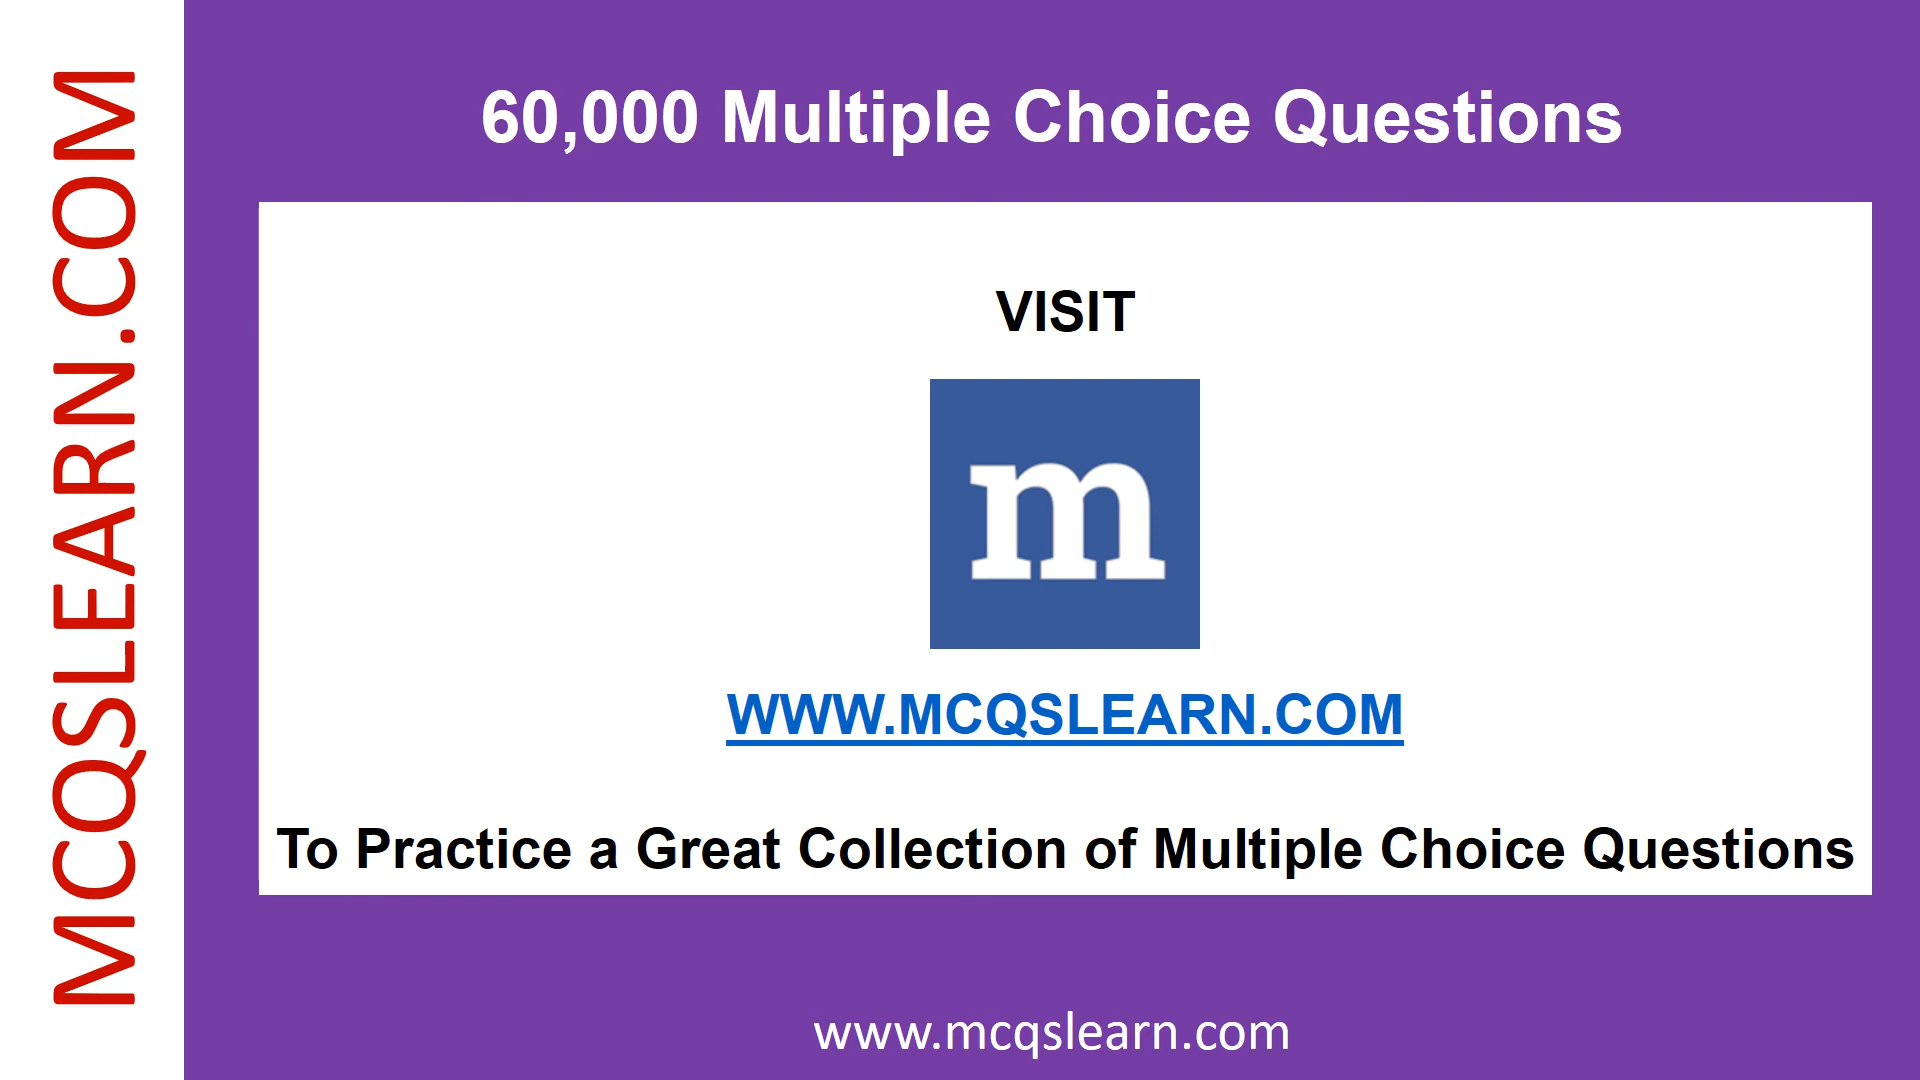 MCQSLEARN.COM
60,000 Multiple Choice Questions
VISIT
m
WWW.MCQSLEARN.COM
To Practice a Great Collection of Multiple Choice Questions
www.mcqslearn.com